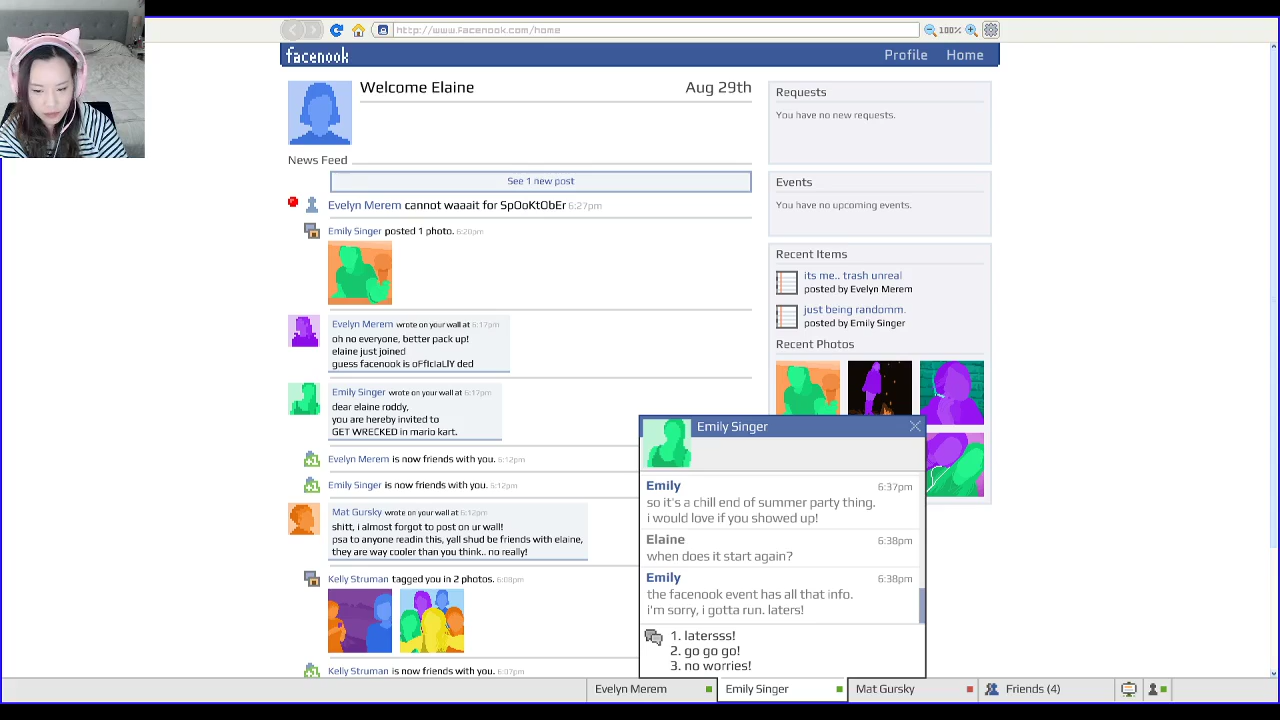 http://www.facenook.com/home
100%
facenook
Profile
Home
Welcome Elaine
Aug 29th
News Feed
See 1 new post
Evelyn Merem cannot waaait for SpOoKtObEr 6:27pm
Emily Singer posted 1 photo. 6:20pm
Evelyn Merem wrote on your wall at 6:17pm
oh no everyone, better pack up!
elaine just joined
guess facenook is oFfIciaLlY ded
Emily Singer wrote on your wall at 6:17pm
dear elaine roddy,
you are hereby invited to
GET WRECKED in mario kart.
Evelyn Merem is now friends with you. 6:12pm
Emily Singer is now friends with you. 6:12pm
Mat Gursky wrote on your wall at 6:12pm
shitt, i almost forgot to post on ur wall!
psa to anyone readin this, yall shud be friends with elaine,
they are way cooler than you think.. no really!
Kelly Struman tagged you in 2 photos. 6:08pm
Kelly Struman is now friends with you. 6:07pm
Requests
You have no new requests.
Events
You have no upcoming events.
Recent Items
its me.. trash unreal
posted by Evelyn Merem
just being randomm.
posted by Emily Singer
Recent Photos
Emily Singer
Emily 6:37pm
so it's a chill end of summer party thing.
i would love if you showed up!
Elaine 6:38pm
when does it start again?
Emily 6:38pm
the facenook event has all that info.
i'm sorry, i gotta run. laters!
1. latersss!
2. go go go!
3. no worries!
Evelyn Merem
Emily Singer
Mat Gursky
Friends (4)